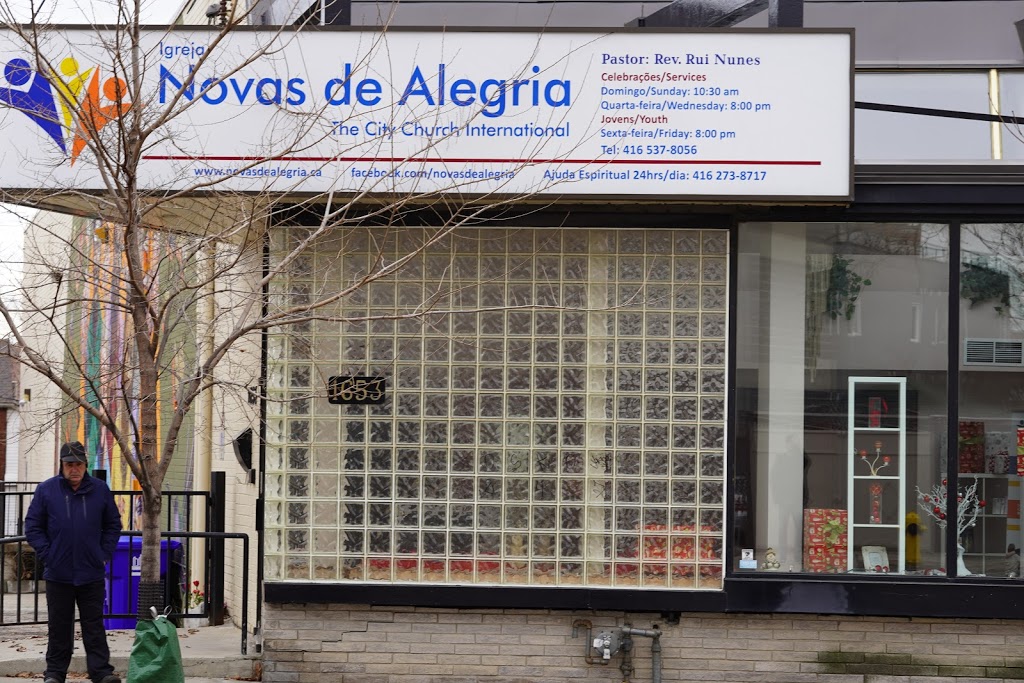 Igreja
Novas de Alegria
The City Church International
Pastor: Rev. Rui Nunes
Celebrações/Services
Domingo/Sunday: 10:30 am
Quarta-feira/Wednesday: 8:00 pm
Jovens/Youth
Sexta-feira/Friday: 8:00 pm
Tel: 416 537-8056
www.novasdealegria.ca facebook.com/novasdealegria Ajuda Espiritual 24hrs/dia: 416 273-8717
1653